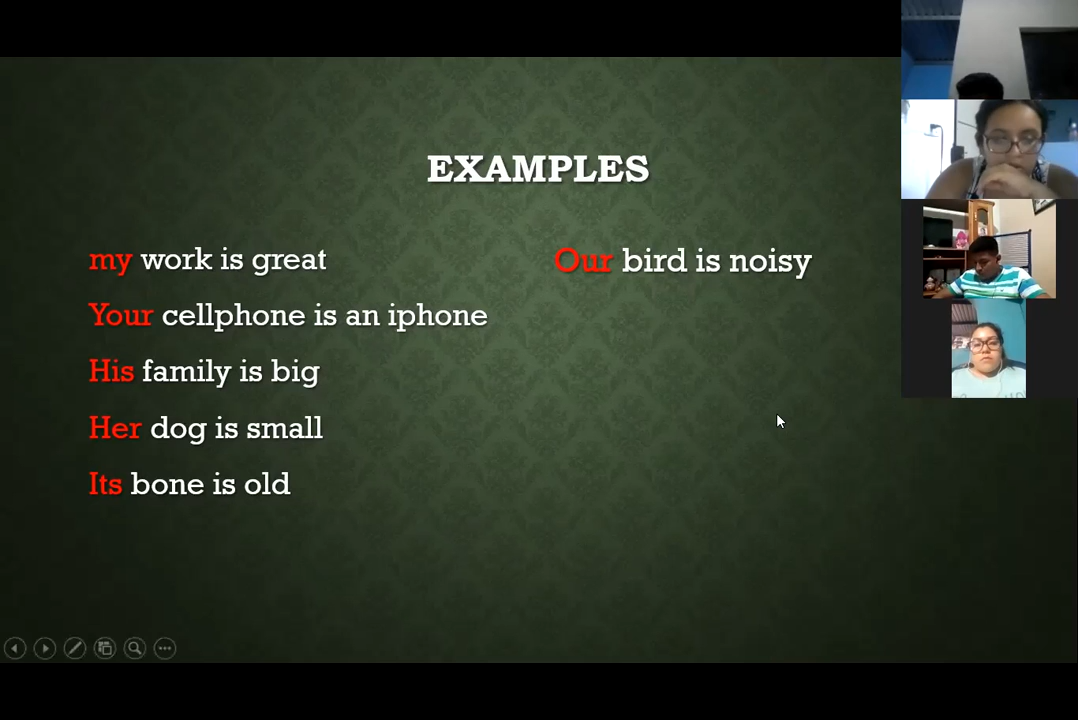 EXAMPLES
my work is great
Your cellphone is an iphone
His family is big
Her dog is small
Its bone is old
Our bird is noisy